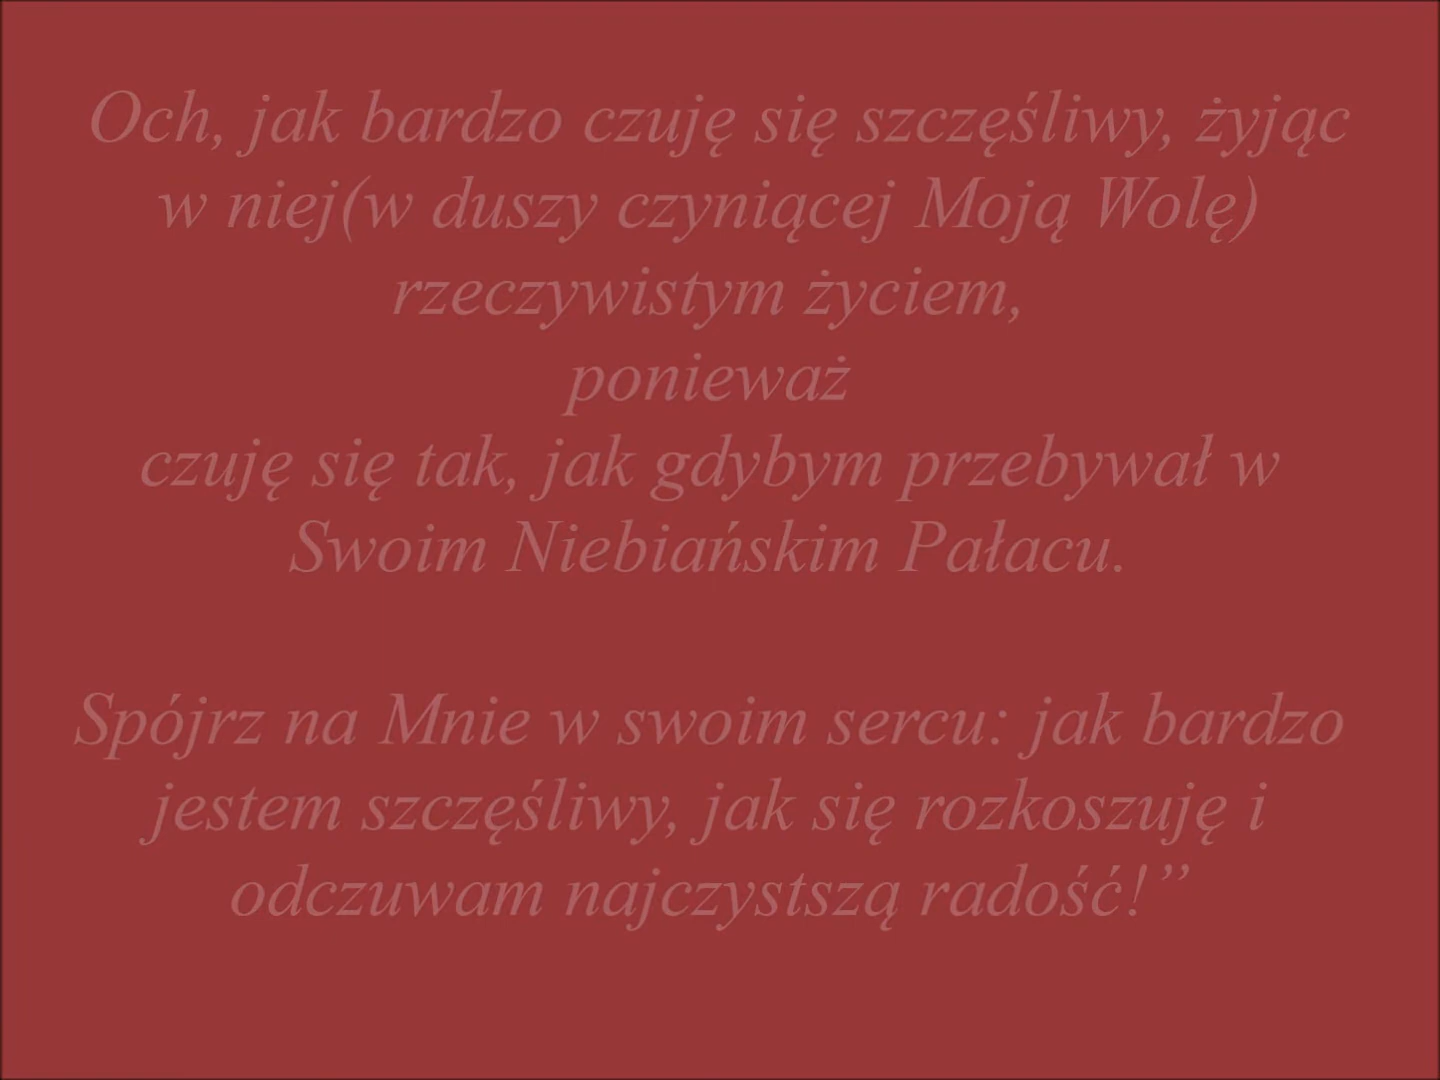 Och, jak bardzo czuję się szczęśliwy, żyjąc
w niej(w duszy czyniącej Moją Wolę)
rzeczywistym życiem,
ponieważ
czuję się tak, jak gdybym przebywał w
Swoim Niebiańskim Pałacu.
Spójrz na Mnie w swoim sercu: jak bardzo
jestem szczęśliwy, jak się rozkoszuję i
odczuwam najczystszą radość!”